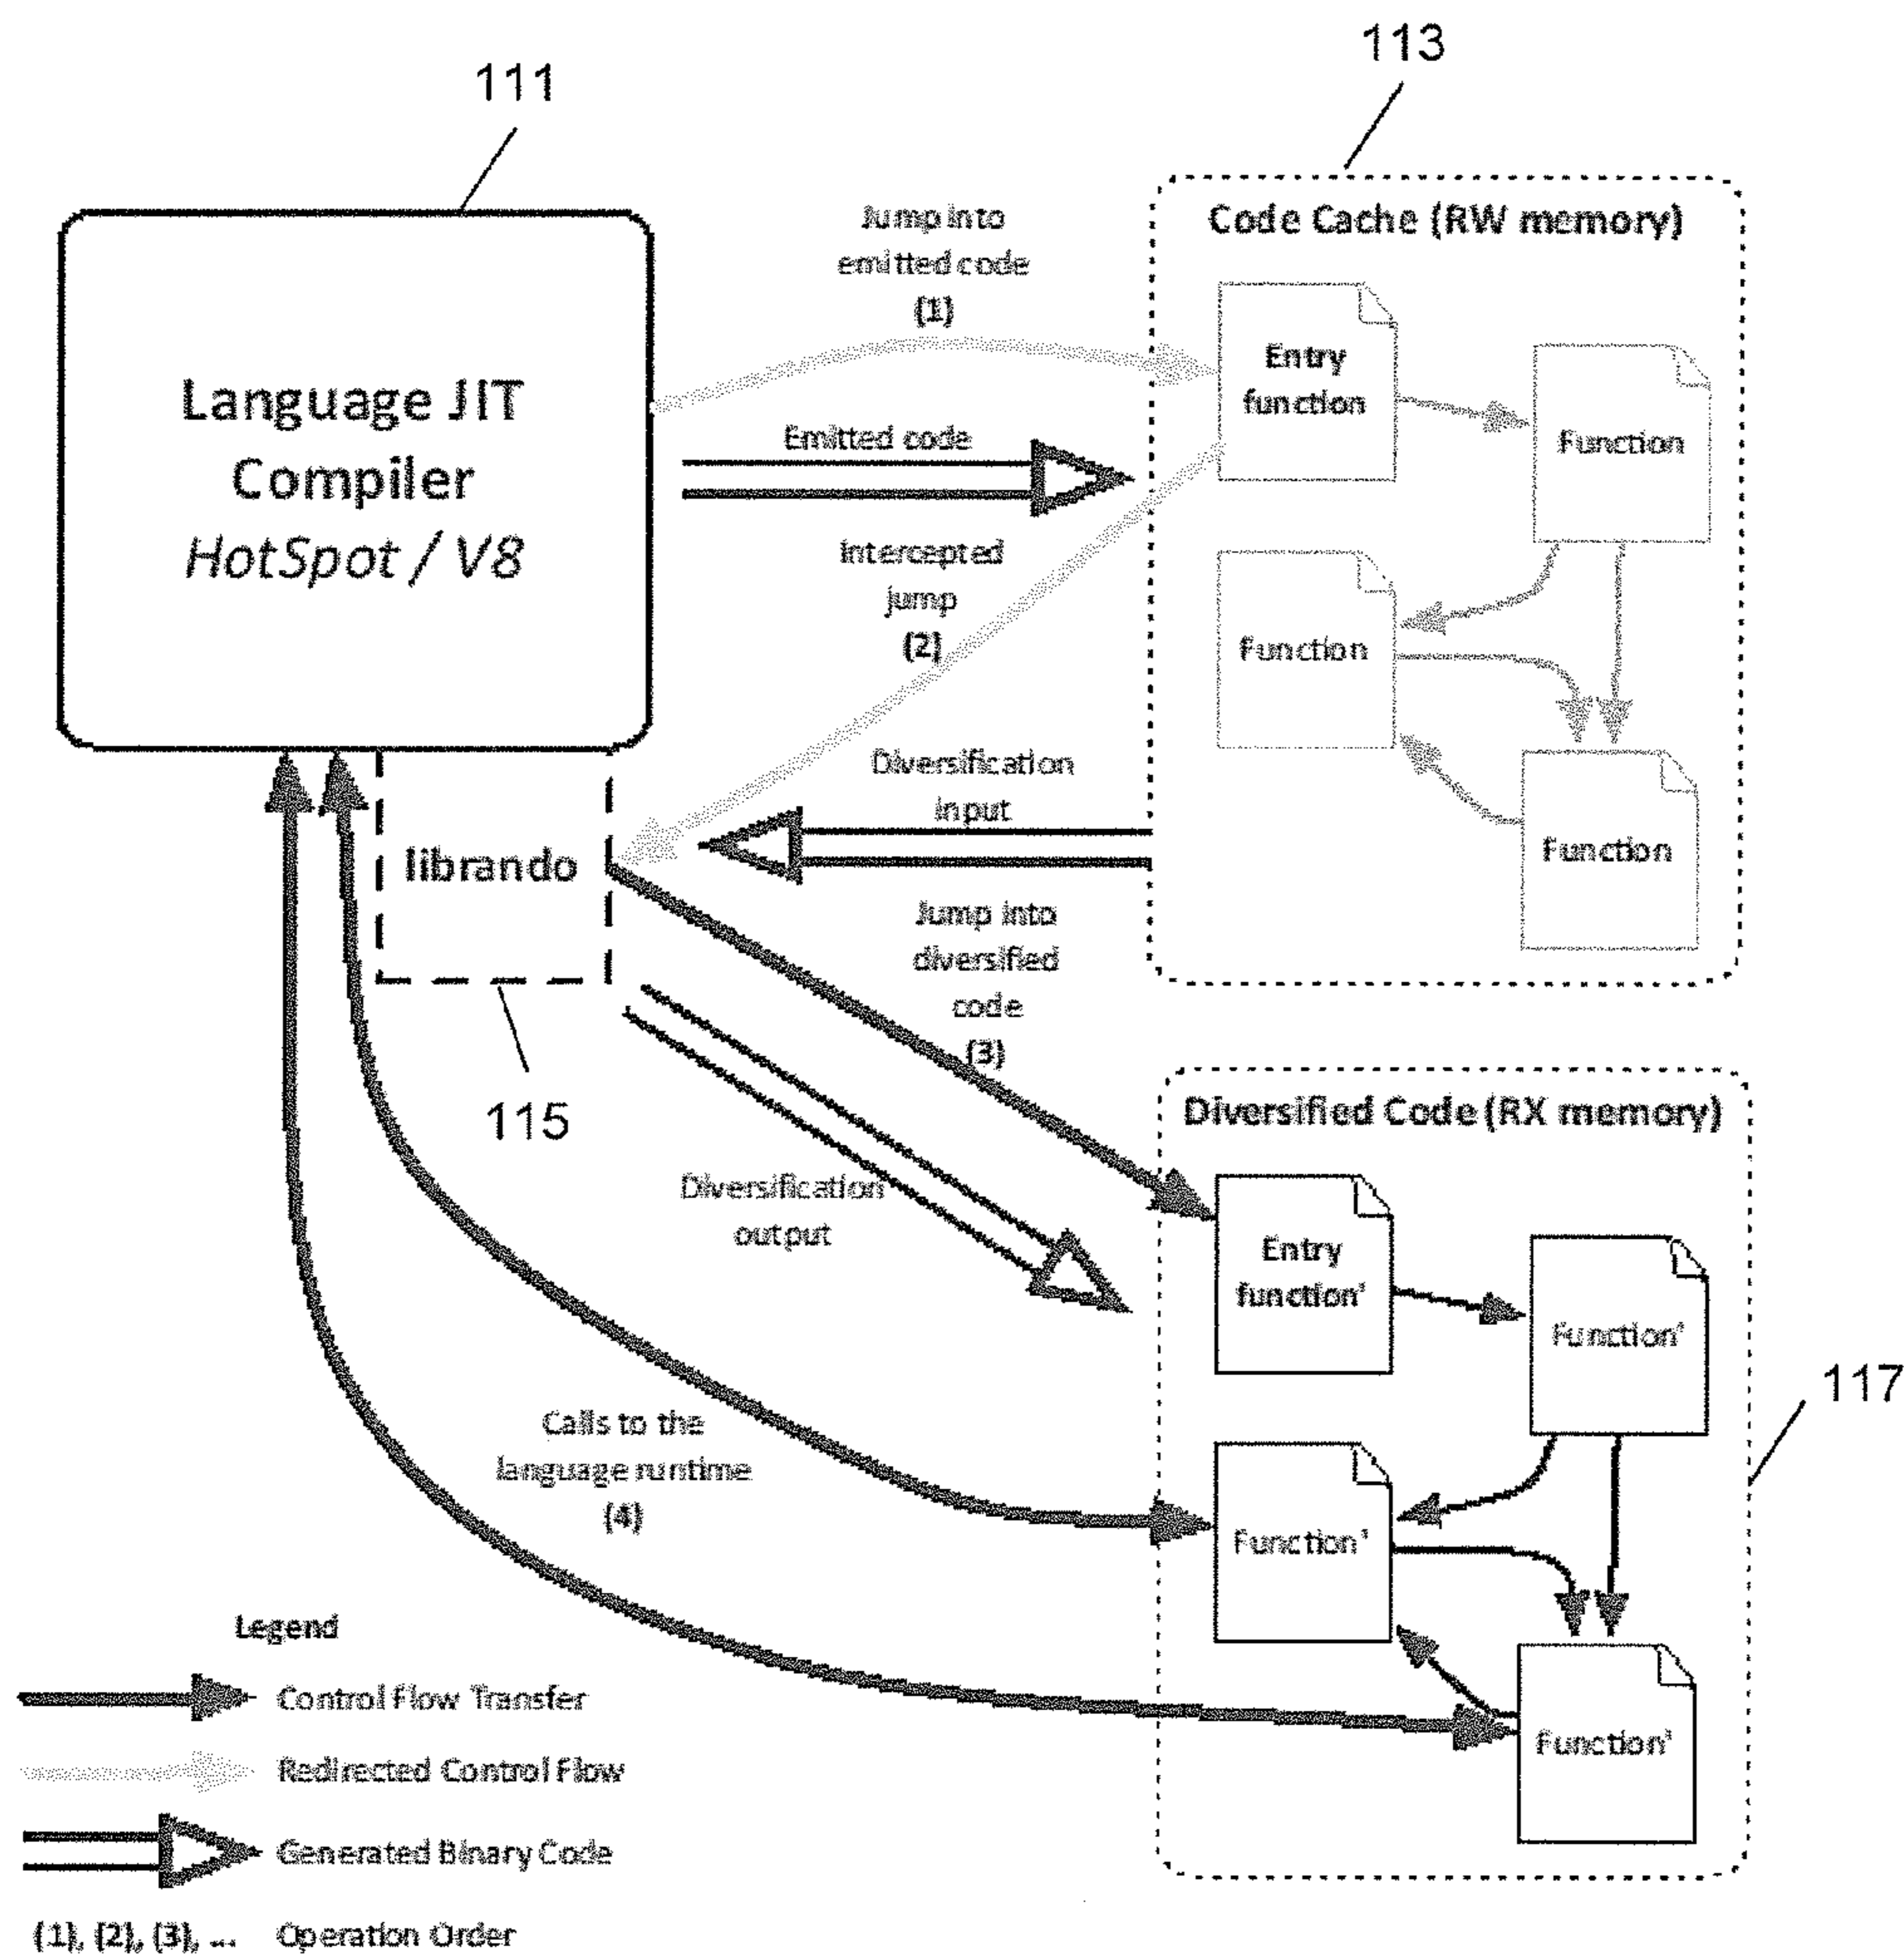 111
113
Language JIT
Compiler
HotSpot / V8
Jump into
emitted code
(1)
Emitted code
Intercepted
jump
(2)
Code Cache (RW memory)
Entry
function
Function
Function
Function
Diversification
input
librando
115
Jump into
diversified
code
(3)
Diversification
output
Diversified Code (RX memory)
Entry
function'
Function'
Function'
Function'
117
Calls to the
language runtime
(4)
Legend
Control Flow Transfer
Redirected Control Flow
Generated Binary Code
(1), (2), (3), ... Operation Order